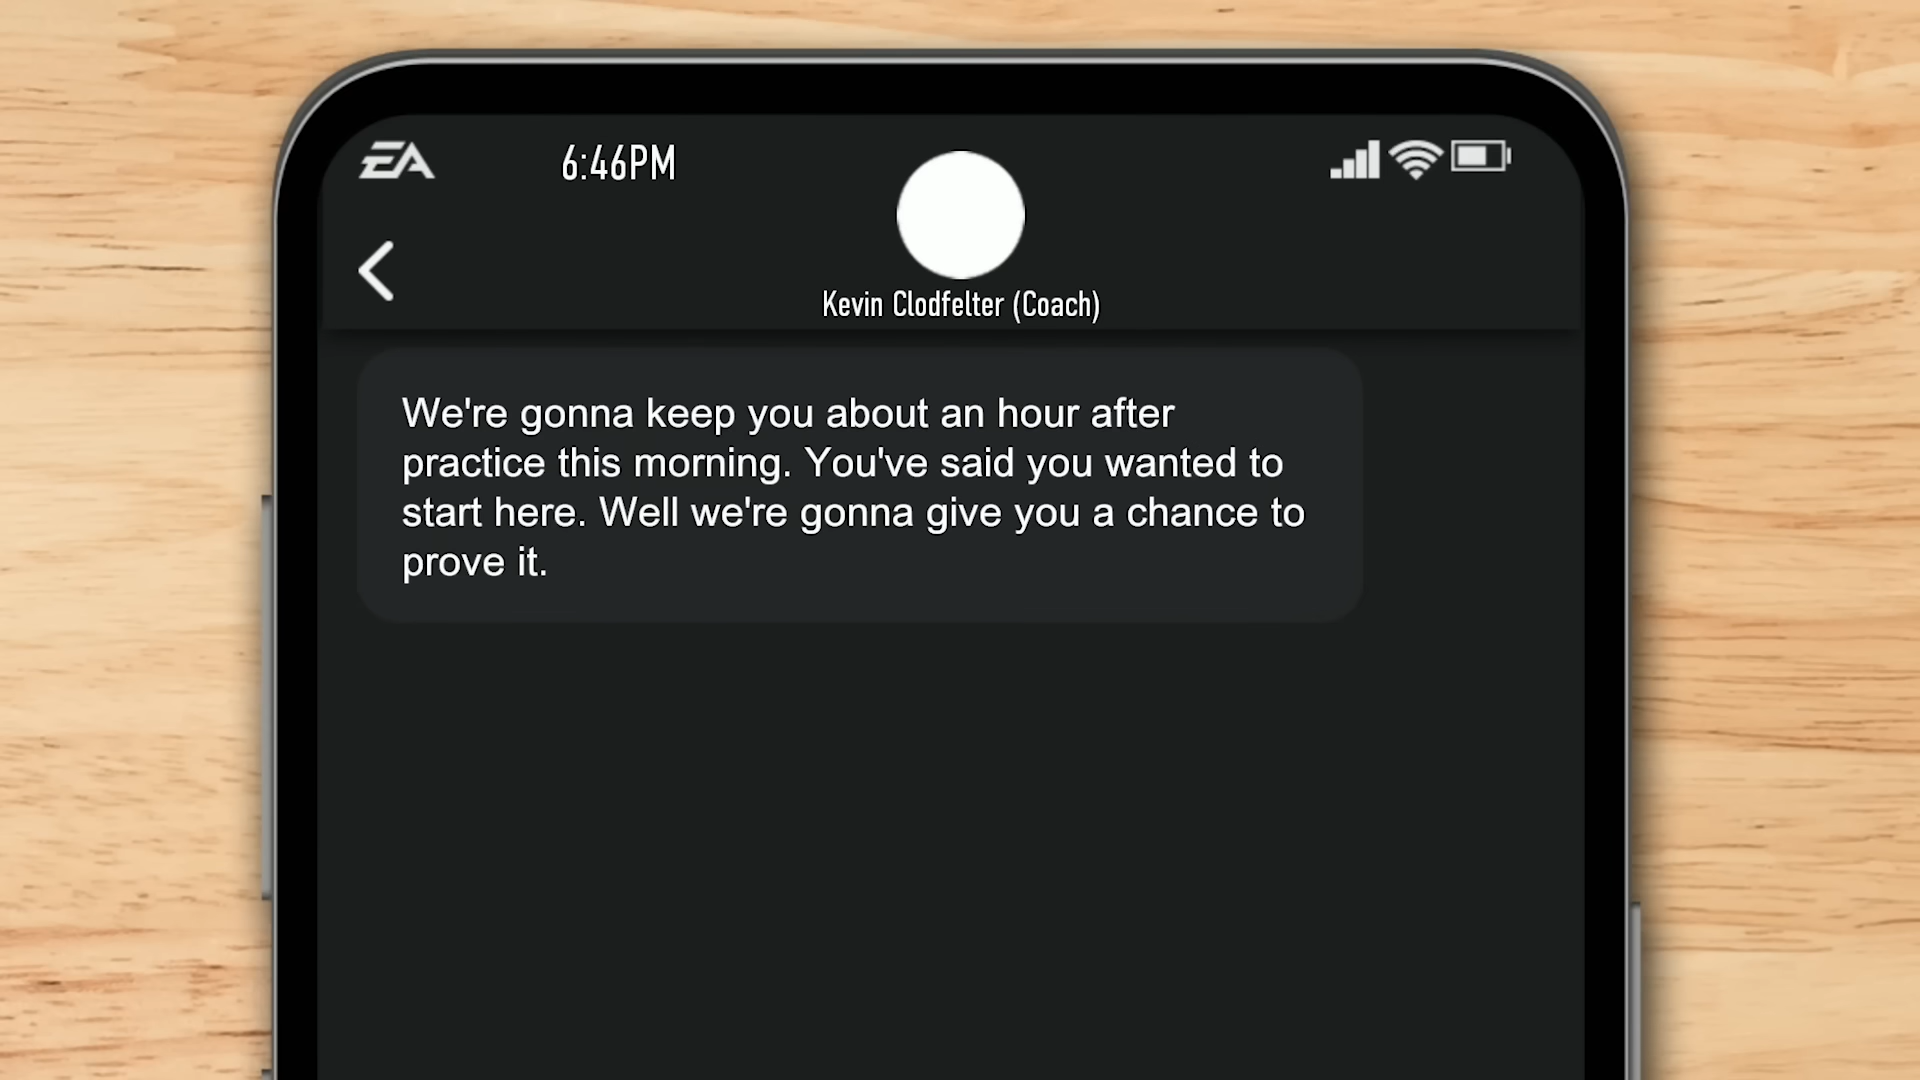 EA
6:46PM
Kevin Clodfelter (Coach)
We're gonna keep you about an hour after
practice this morning. You've said you wanted to
start here. Well we're gonna give you a chance to
prove it.